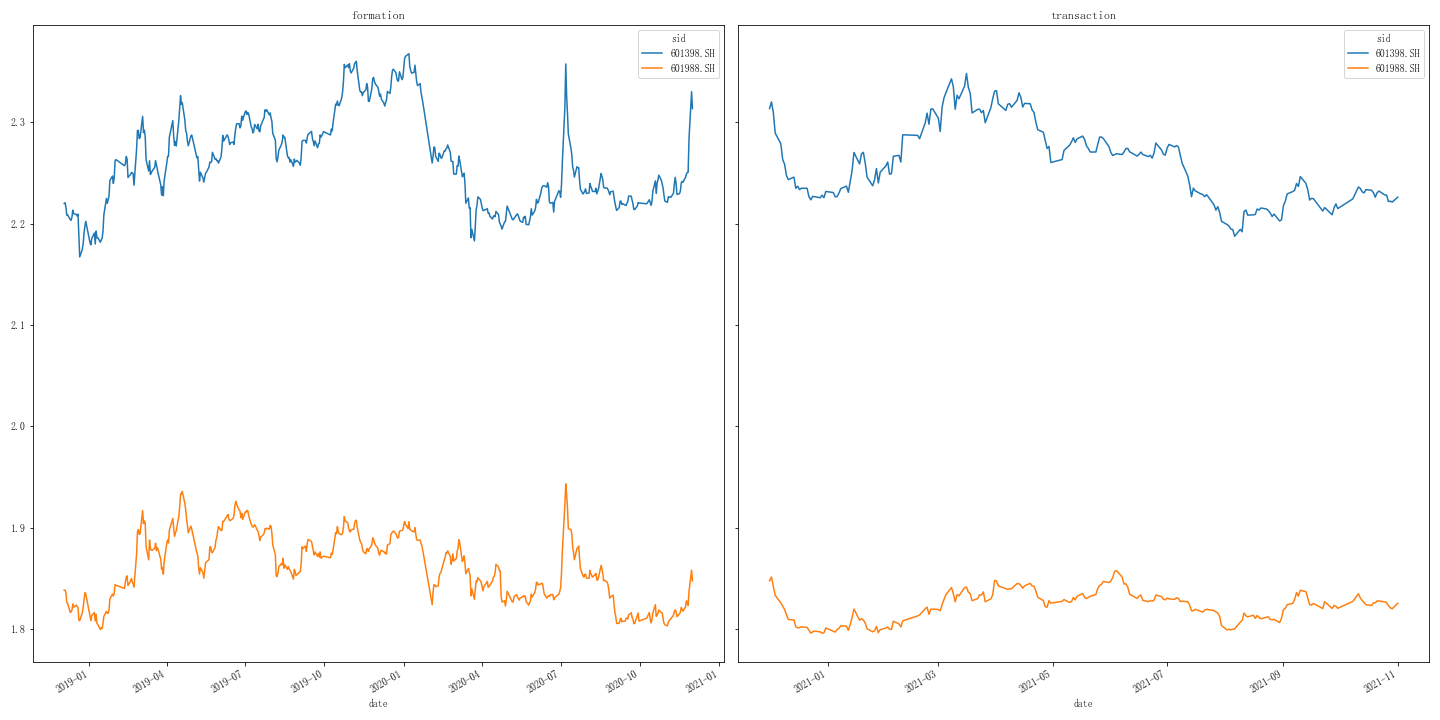 formation
sid
601398.SH
601988.SH
2.3
2.2
2.1
2.0
1.9
1.8
2019-01
2019-04
2019-07
2019-10
2020-01
2020-04
2020-07
2020-10
2021-01
date
transaction
sid
601398.SH
601988.SH
2021-01
2021-03
2021-05
2021-07
2021-09
2021-11
date